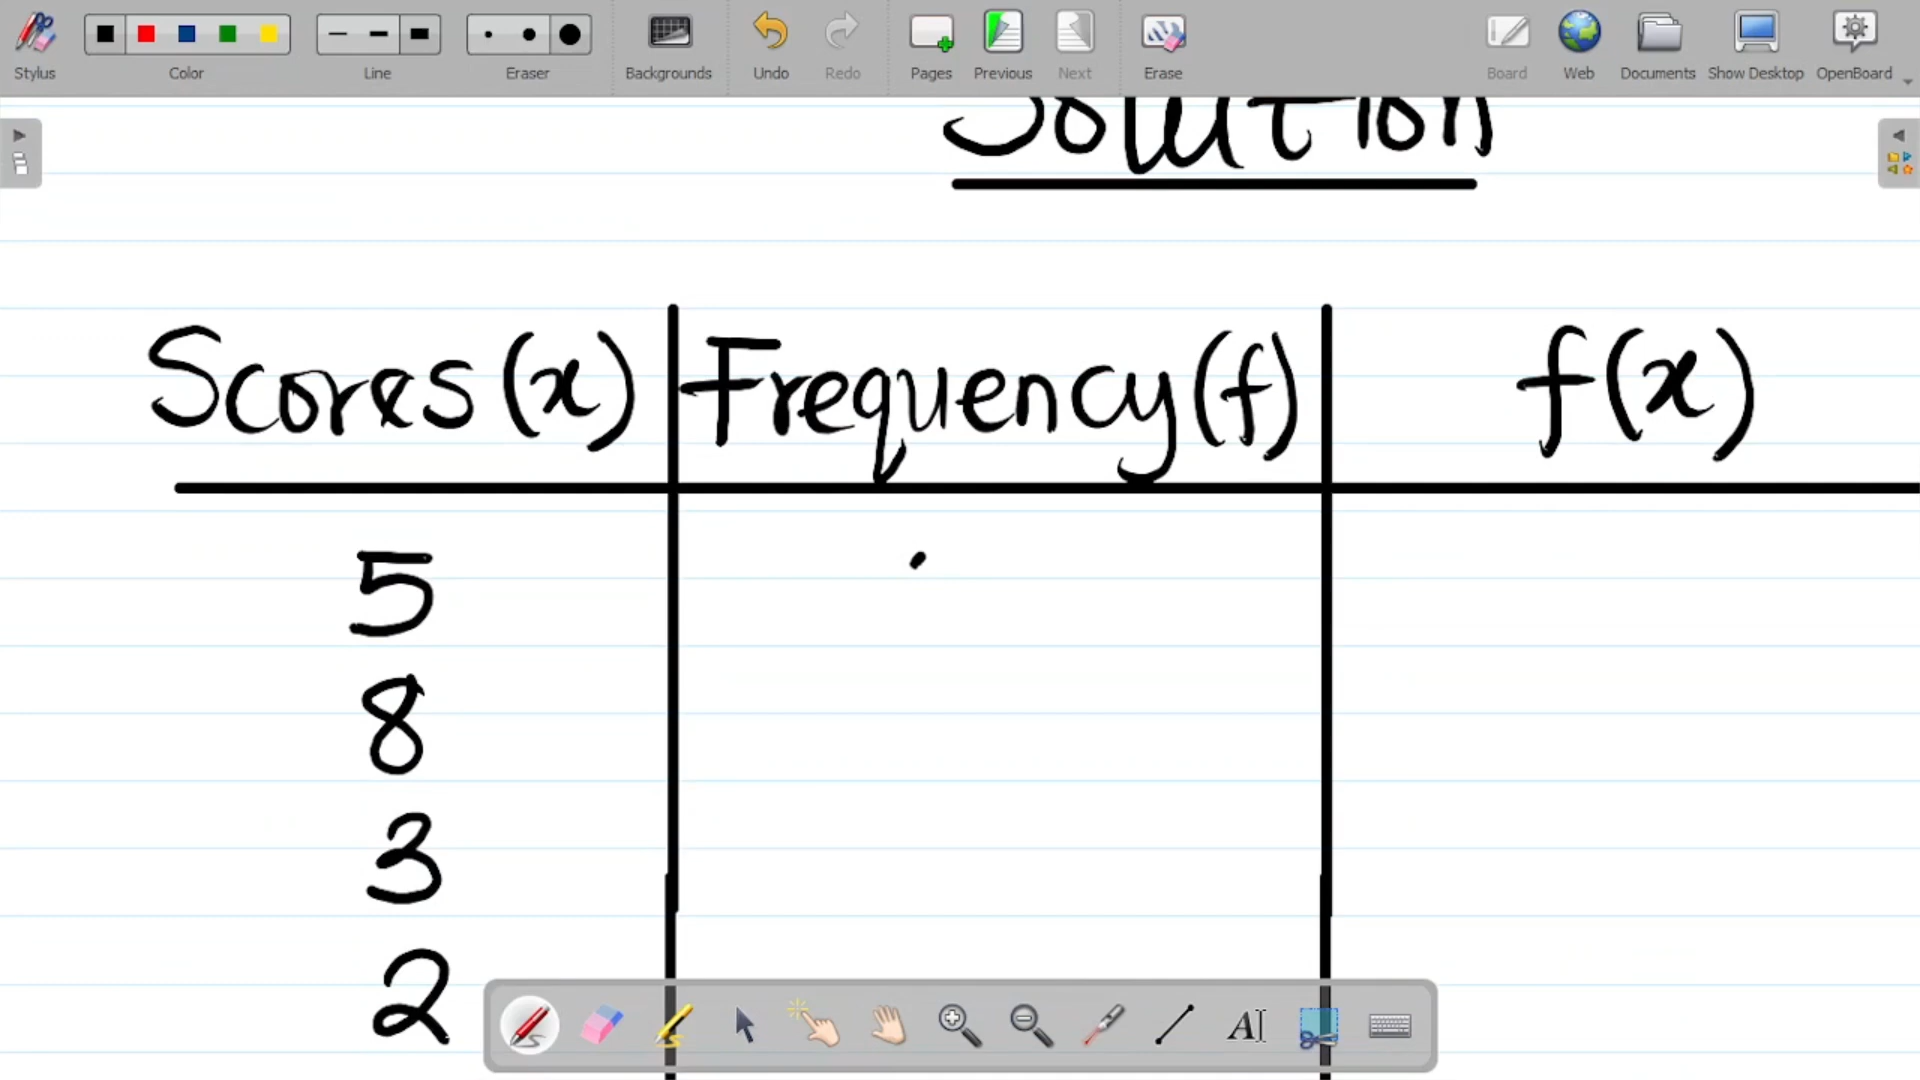 Stylus Color Line Eraser Backgrounds Undo Redo Pages Previous Next Erase Board Web Documents Show Desktop OpenBoard
Solution
Scores (x) Frequency (f) f(x)
5
8
3
2
AI